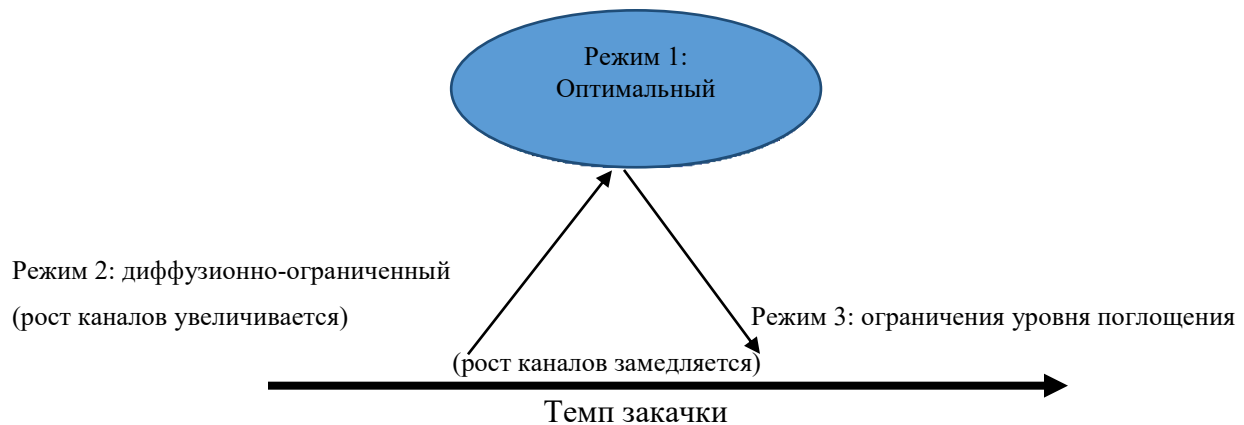 Режим 1:
Оптимальный
Режим 2: диффузионно-ограниченный
(рост каналов увеличивается)
Режим 3: ограничения уровня поглощения
(рост каналов замедляется)
Темп закачки